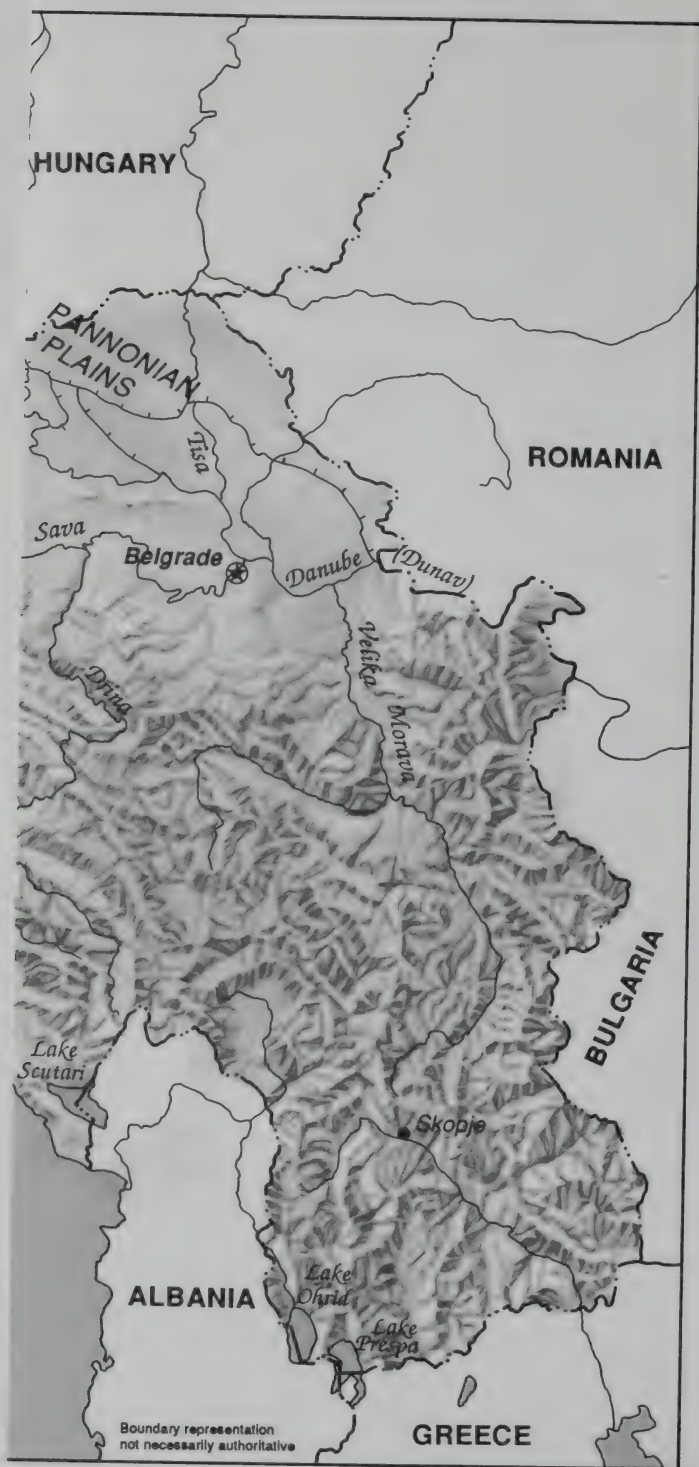 HUNGARY
PANNONIAN
PLAINS
Tisa
ROMANIA
Sava
Belgrade
Danube
(Dunav)
Velika
Morava
Drina
BULGARIA
Lake
Scutari
Skopje
ALBANIA
Lake
Ohrid
Lake
Prespa
Boundary representation
not necessarily authoritative
GREECE